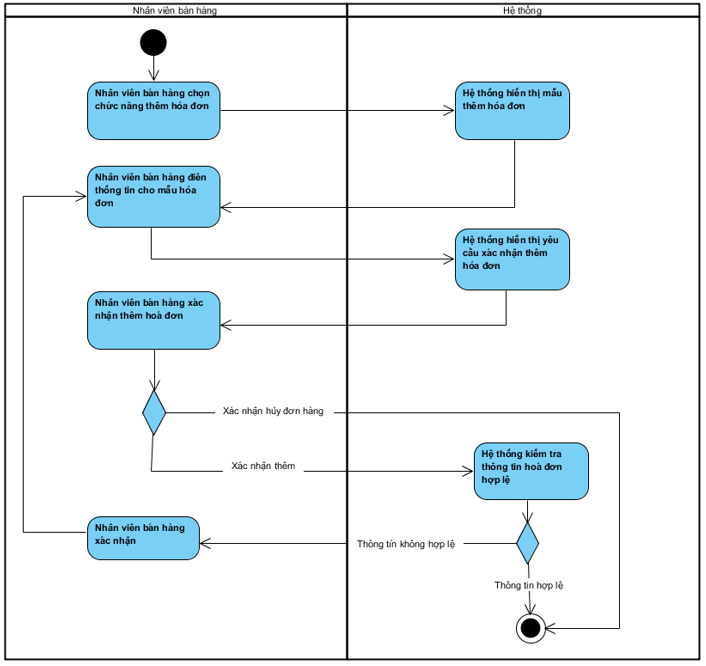 Nhân viên bán hàng
Hệ thống
Nhân viên bán hàng chọn
chức năng thêm hóa đơn
Hệ thống hiển thị mẫu
thêm hóa đơn
Nhân viên bán hàng điền
thông tin cho mẫu hóa
đơn
Hệ thống hiển thị yêu
cầu xác nhận thêm
hóa đơn
Nhân viên bán hàng xác
nhận thêm hoà đơn
Xác nhận hủy đơn hàng
Xác nhận thêm
Hệ thống kiểm tra
thông tin hoà đơn
hợp lệ
Nhân viên bán hàng
xác nhận
Thông tín không hợp lệ
Thông tin hợp lệ